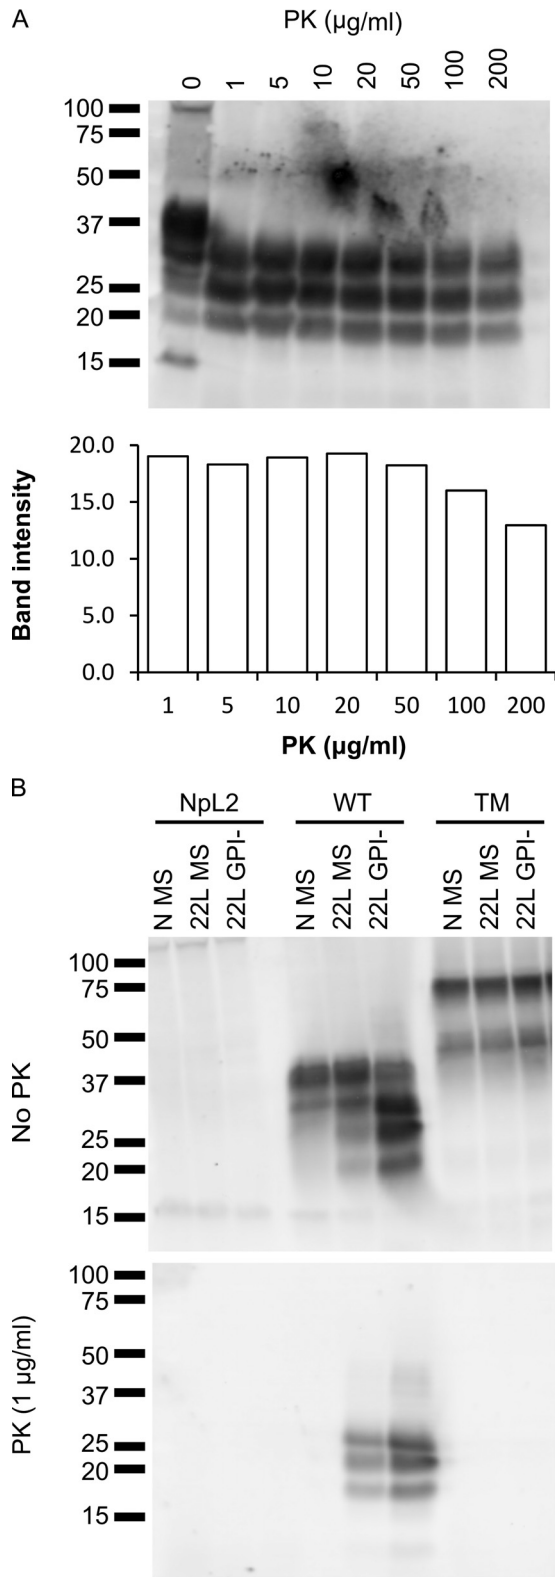 A
PK (µg/ml)
0 1 5 10 20 50 100 200
100
75
50
37
25
20
15
Band intensity
20.0
15.0
10.0
5.0
0.0
1 5 10 20 50 100 200
PK (µg/ml)
B
NpL2 WT TM
N MS 22L MS 22L GPI- N MS 22L MS 22L GPI- N MS 22L MS 22L GPI-
No PK
100
75
50
37
25
20
15
PK (1 µg/ml)
100
75
50
37
25
20
15